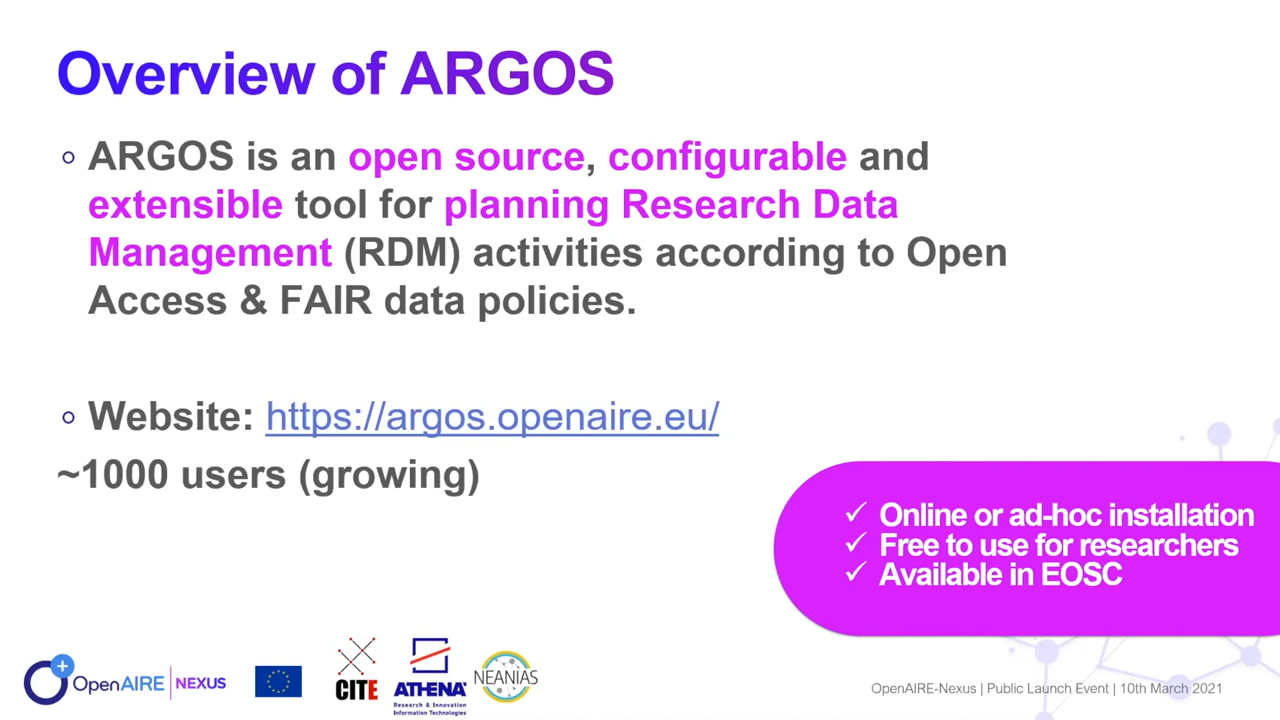 Overview of ARGOS
ARGOS is an open source, configurable and
extensible tool for planning Research Data
Management (RDM) activities according to Open
Access & FAIR data policies.
Website: https://argos.openaire.eu/
~1000 users (growing)
✓ Online or ad-hoc installation
✓ Free to use for researchers
✓ Available in EOSC
OpenAIRE | NEXUS
CITE
ATHENA
Research & Innovation
Information Technologies
NEANIAS
OpenAIRE-Nexus | Public Launch Event | 10th March 2021